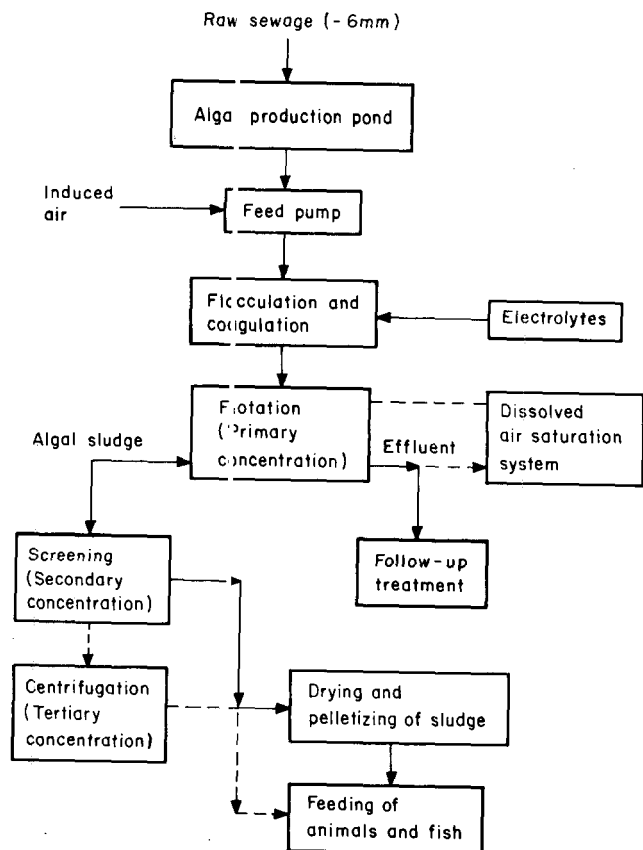 Raw sewage (-6mm)
Alga production pond
Induced
air
Feed pump
Flocculation and
coagulation
Electrolytes
Flotation
(Primary
concentration)
Dissolved
air saturation
system
Algal sludge
Effluent
Follow-up
treatment
Screening
(Secondary
concentration)
Centrifugation
(Tertiary
concentration)
Drying and
pelletizing of sludge
Feeding of
animals and fish